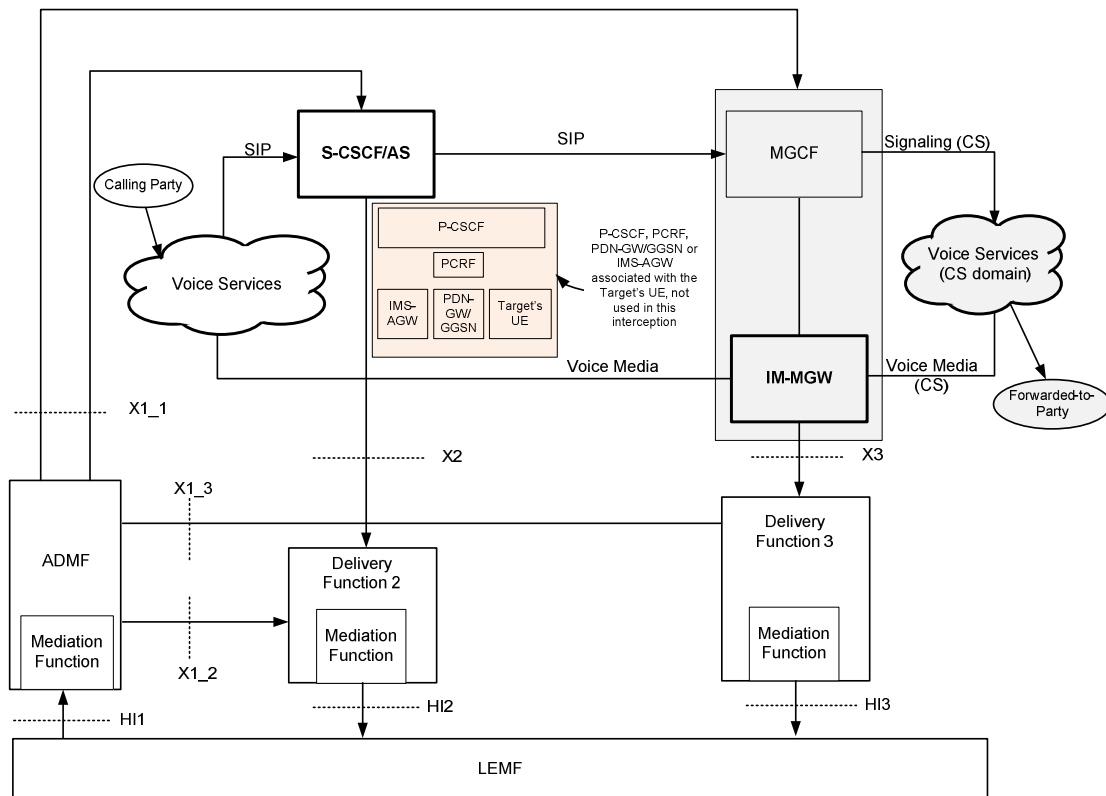 SIP
S-CSCF/AS
SIP
MGCF
Signaling (CS)
Calling Party
Voice Services
P-CSCF
PCRF
IMS-
AGW
PDN-
GW/
GGSN
Target's
UE
P-CSCF, PCRF,
PDN-GW/GGSN or
IMS-AGW
associated with the
Target's UE, not
used in this
interception
Voice Services
(CS domain)
Voice Media
IM-MGW
Voice Media
(CS)
Forwarded-to-
Party
X1_1
X2
X3
X1_3
ADMF
Mediation
Function
X1_2
Delivery
Function 2
Mediation
Function
Delivery
Function 3
Mediation
Function
HI1
HI2
HI3
LEMF